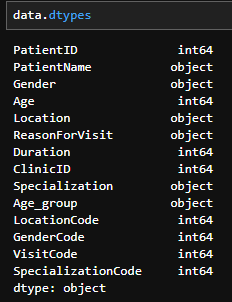 data.dtypes
PatientID int64
PatientName object
Gender object
Age int64
Location object
ReasonForVisit object
Duration int64
ClinicID int64
Specialization object
Age_group object
LocationCode int64
GenderCode int64
VisitCode int64
SpecializationCode int64
dtype: object